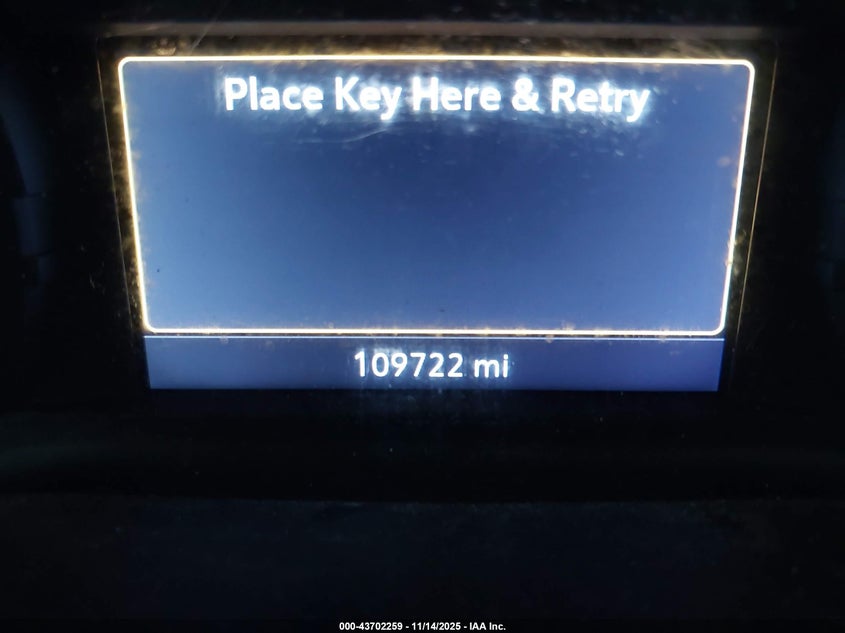 Place Key Here & Retry
109722 mi
000-43702259 - 11/14/2025 - IAA Inc.